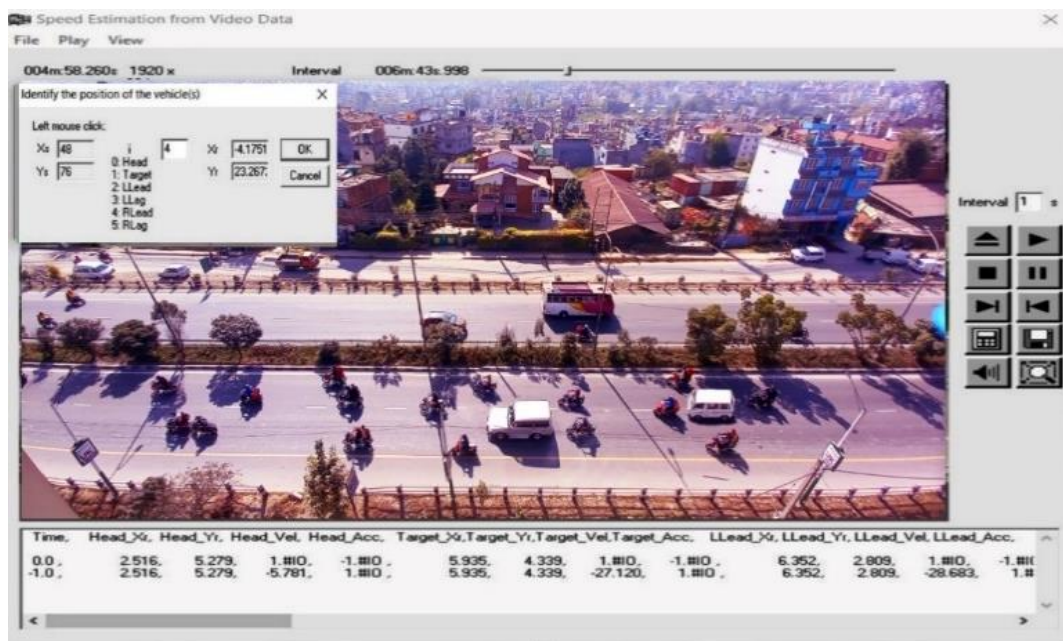 Speed Estimation from Video Data
File Play View
004m:58.260s 1920 x Interval 006m:43s:998
Identify the position of the vehicle(s)
Left mouse click:
Xs 48 i 4 Xr -4.1751 OK
Ys 76 Yr 23.267; Cancel
0: Head
1: Target
2: LLead
3: LLag
4: RLead
5: RLag
Interval 1 s
Time, Head_Xr, Head_Yr, Head_Vel, Head_Acc, Target_Xr,Target_Yr,Target_Vel,Target_Acc, LLead_Xr, LLead_Yr, LLead_Vel, LLead_Acc,
0.0 , 2.516, 5.279, 1.#IO, -1.#IO , 5.935, 4.339, 1.#IO, -1.#IO , 6.352, 2.809, 1.#IO, -1.#I(
-1.0 , 2.516, 5.279, -5.781, 1.#IO , 5.935, 4.339, -27.120, 1.#IO , 6.352, 2.809, -28.683, 1.#